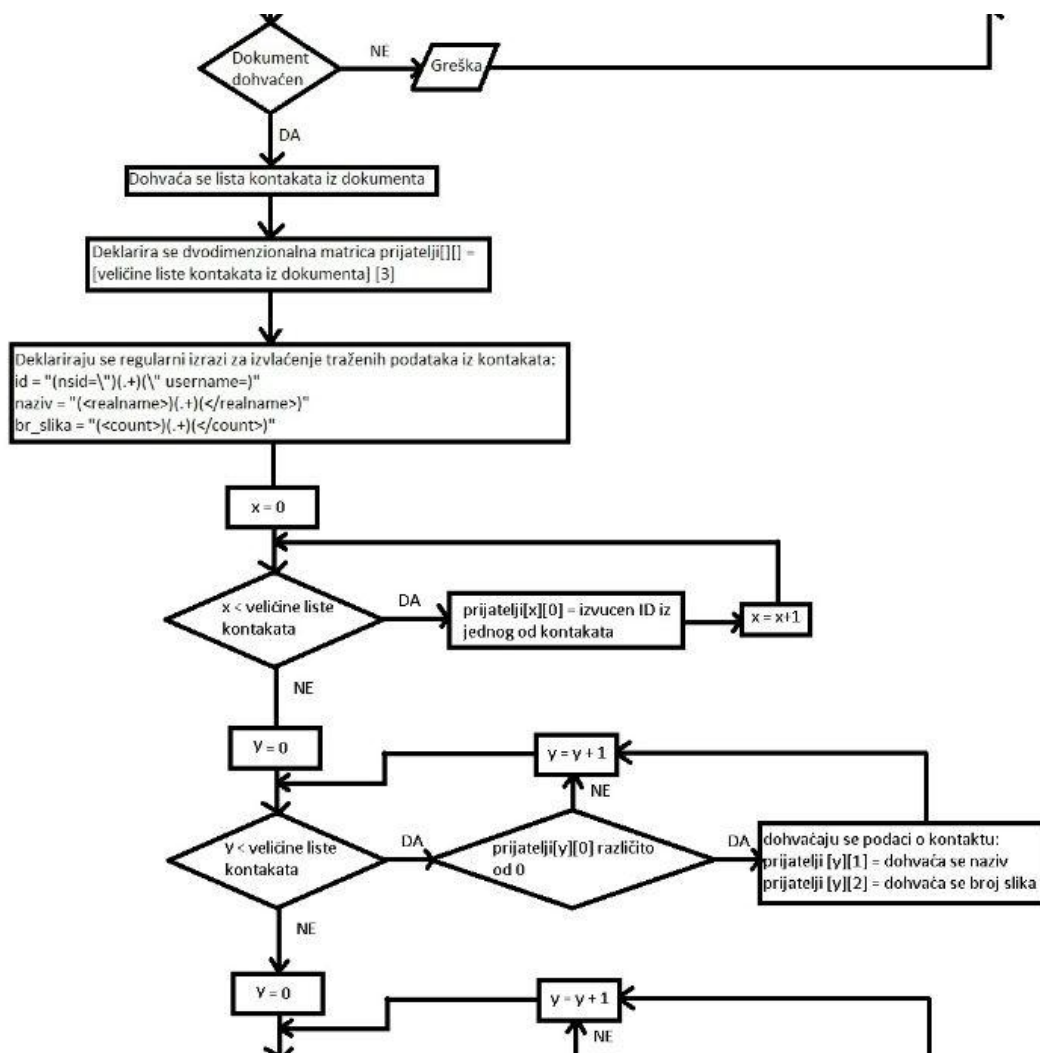 Dokument
dohvaćen
NE
Greška
DA
Dohvaća se lista kontakata iz dokumenta
Deklarira se dvodimenzionalna matrica prijatelji[][] =
[veličine liste kontakata iz dokumenta] [3]
Deklariraju se regularni izrazi za izvlaćenje traženih podataka iz kontakata:
id = "(nsid=\")(.+)(\" username=)"
naziv = "(<realname>)(.+)(</realname>)"
br_slika = "(<count>)(.+)(</count>)"
x = 0
x < veličine liste
kontakata
DA
prijatelji[x][0] = izvucen ID iz
jednog od kontakata
x = x+1
NE
y = 0
y = y + 1
NE
y < veličine liste
kontakata
DA
prijatelji[y][0] različito
od 0
DA
dohvaćaju se podaci o kontaktu:
prijatelji [y][1] = dohvaća se naziv
prijatelji [y][2] = dohvaća se broj slika
NE
y = 0
y = y + 1
NE